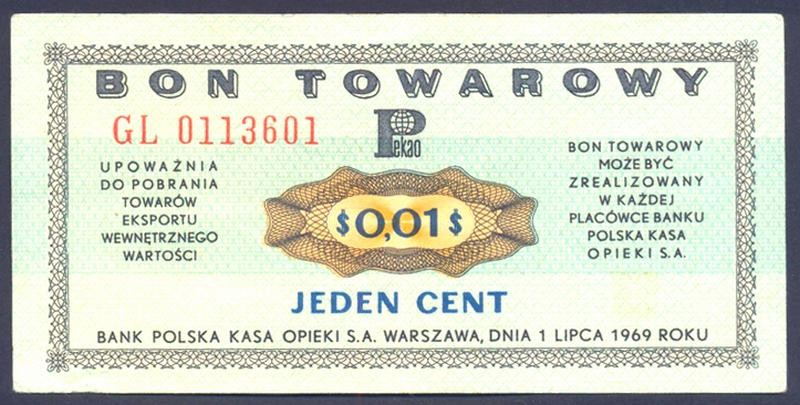 BON TOWAROWY
GL 0113601
Pekao
UPOWAŻNIA
DO POBRANIA
TOWARÓW
EKSPORTU
WEWNĘTRZNEGO
WARTOŚCI
$0,01$
BON TOWAROWY
MOŻE BYĆ
ZREALIZOWANY
W KAŻDEJ
PLACÓWCE BANKU
POLSKA KASA
OPIEKI S.A.
JEDEN CENT
BANK POLSKA KASA OPIEKI S.A. WARSZAWA, DNIA 1 LIPCA 1969 ROKU